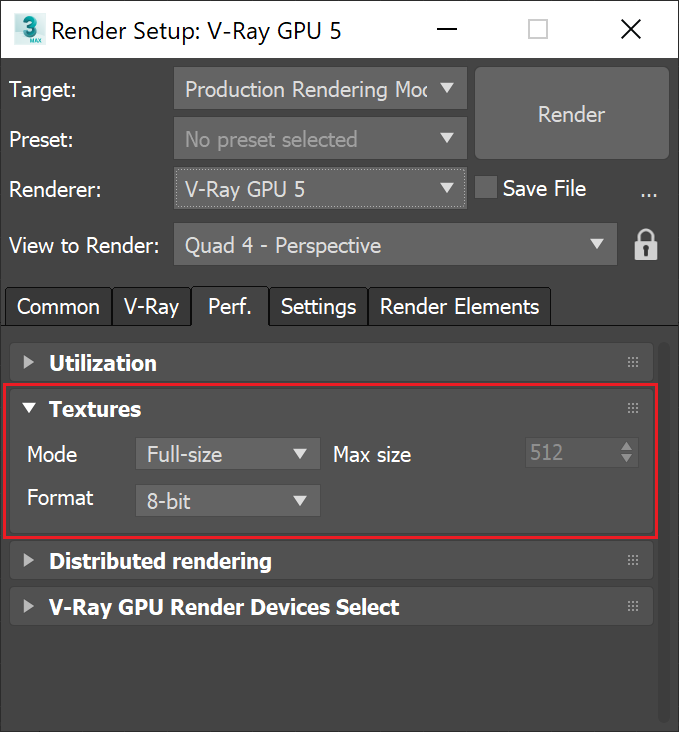 3 MAX Render Setup: V-Ray GPU 5
Target: Production Rendering Mod
Render
Preset: No preset selected
Renderer: V-Ray GPU 5 Save File ...
View to Render: Quad 4 - Perspective
Common V-Ray Perf. Settings Render Elements
Utilization
Textures
Mode Full-size Max size 512
Format 8-bit
Distributed rendering
V-Ray GPU Render Devices Select